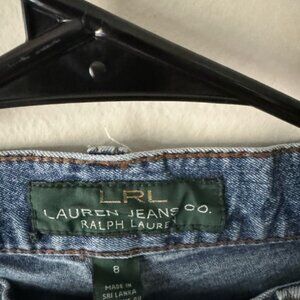 LRL
LAUREN JEANS CO.
RALPH LAUREN
8
MADE IN
SRI LANKA